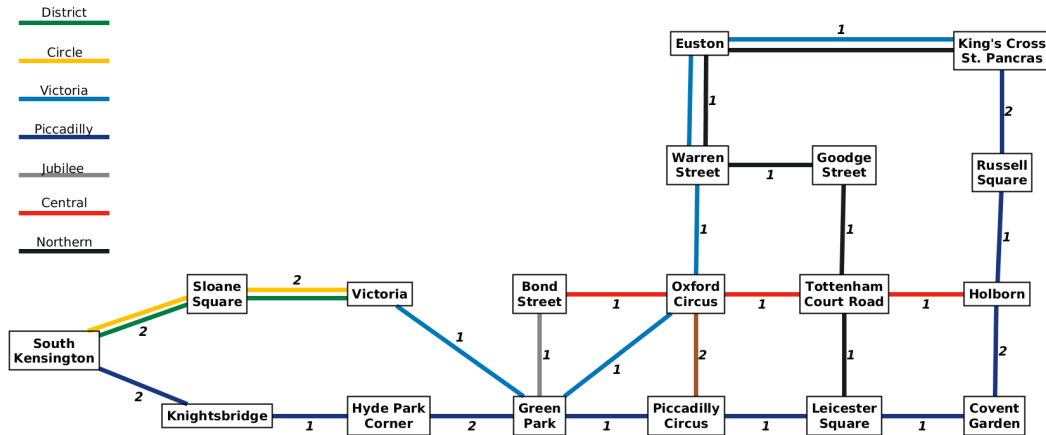 District
Circle
Victoria
Piccadilly
Jubilee
Central
Northern
1
Euston
King's Cross
St. Pancras
1
2
Warren
Street
1
Goodge
Street
Russell
Square
1
1
1
Sloane
Square
2
Victoria
Bond
Street
1
Oxford
Circus
1
Tottenham
Court Road
1
Holborn
2
South
Kensington
1
1
1
2
1
2
2
Knightsbridge
1
Hyde Park
Corner
2
Green
Park
1
Piccadilly
Circus
1
Leicester
Square
1
Covent
Garden